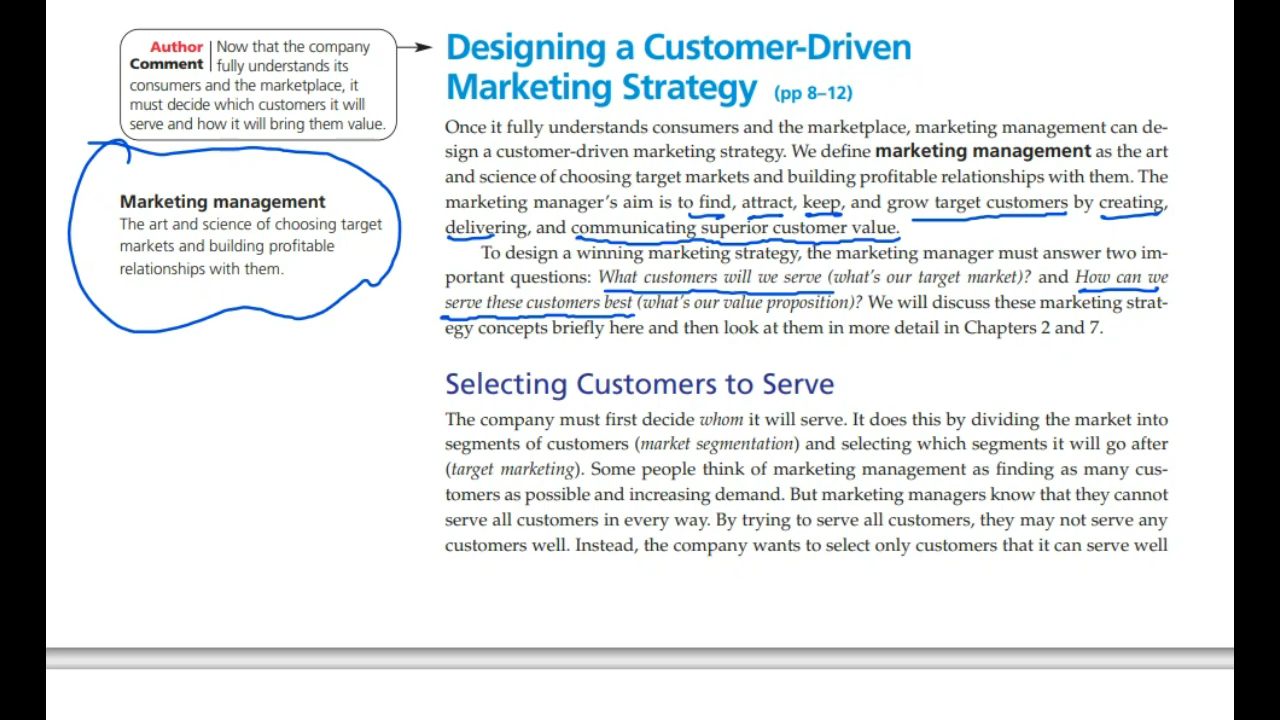 Author | Now that the company
Comment | fully understands its
consumers and the marketplace, it
must decide which customers it will
serve and how it will bring them value.
Marketing management
The art and science of choosing target
markets and building profitable
relationships with them.
Designing a Customer-Driven
Marketing Strategy (pp 8–12)
Once it fully understands consumers and the marketplace, marketing management can de-
sign a customer-driven marketing strategy. We define marketing management as the art
and science of choosing target markets and building profitable relationships with them. The
marketing manager's aim is to find, attract, keep, and grow target customers by creating,
delivering, and communicating superior customer value.
To design a winning marketing strategy, the marketing manager must answer two im-
portant questions: What customers will we serve (what's our target market)? and How can we
serve these customers best (what's our value proposition)? We will discuss these marketing strat-
egy concepts briefly here and then look at them in more detail in Chapters 2 and 7.
Selecting Customers to Serve
The company must first decide whom it will serve. It does this by dividing the market into
segments of customers (market segmentation) and selecting which segments it will go after
(target marketing). Some people think of marketing management as finding as many cus-
tomers as possible and increasing demand. But marketing managers know that they cannot
serve all customers in every way. By trying to serve all customers, they may not serve any
customers well. Instead, the company wants to select only customers that it can serve well